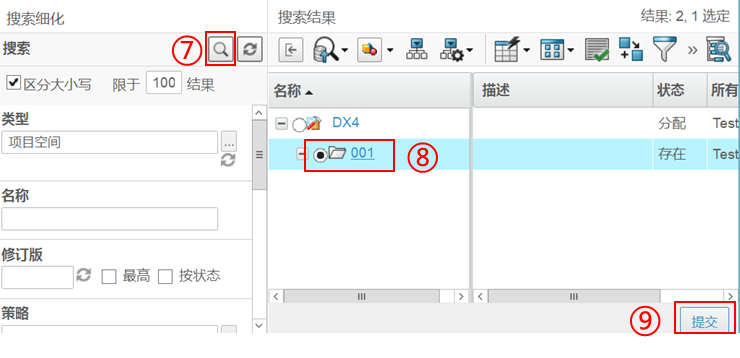 搜索细化
搜索 ⑦
区分大小写 限于 100 结果
类型
项目空间 ...
名称
修订版
最高 按状态
策略
搜索结果 结果: 2, 1 选定
»
名称 描述 状态 所有
DX4 分配 Test
001 ⑧ 存在 Test
⑨ 提交